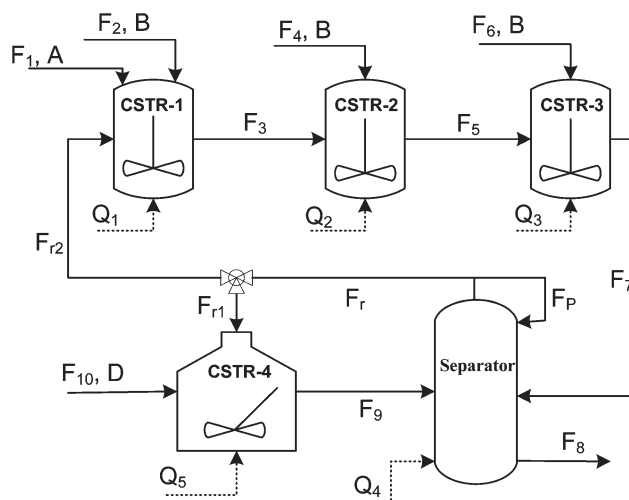 F2, B
F1, A
F4, B
F6, B
CSTR-1
CSTR-2
CSTR-3
F3
F5
Q1
Q2
Q3
Fr2
Fr1
Fr
FP
F7
F10, D
CSTR-4
Separator
F9
F8
Q5
Q4